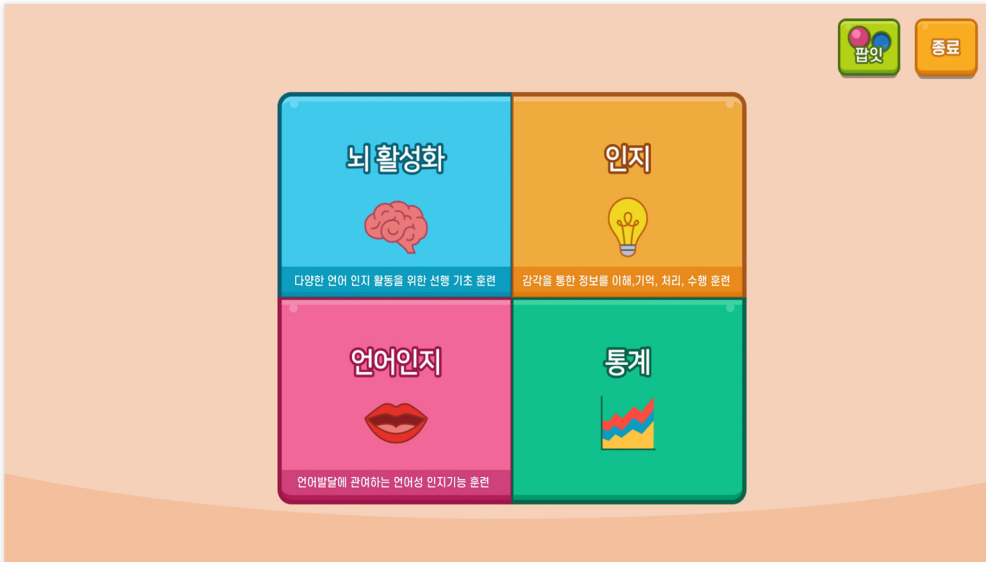 팝잇
종료
뇌 활성화
다양한 언어 인지 활동을 위한 선행 기초 훈련
인지
감각을 통한 정보를 이해,기억, 처리, 수행 훈련
언어인지
언어발달에 관여하는 언어성 인지기능 훈련
통계